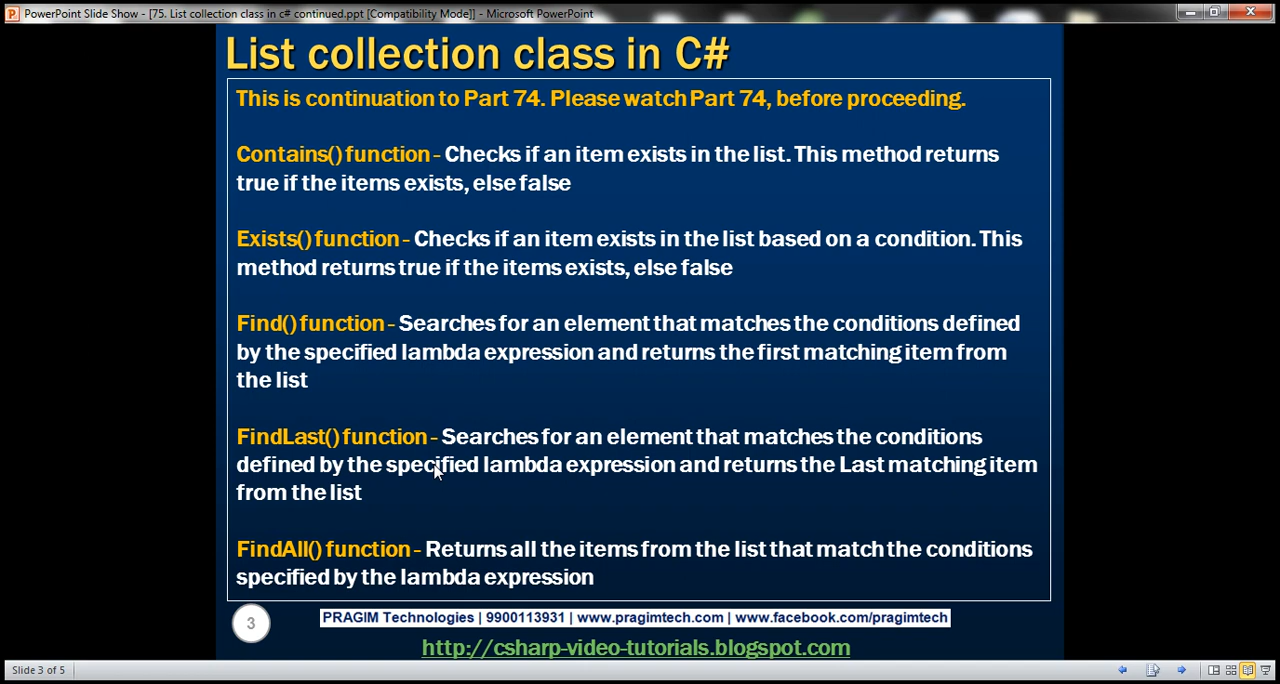 PowerPoint Slide Show - [75. List collection class in c# continued.ppt [Compatibility Mode]] - Microsoft PowerPoint
List collection class in C#
This is continuation to Part 74. Please watch Part 74, before proceeding.
Contains() function - Checks if an item exists in the list. This method returns
true if the items exists, else false
Exists() function - Checks if an item exists in the list based on a condition. This
method returns true if the items exists, else false
Find() function - Searches for an element that matches the conditions defined
by the specified lambda expression and returns the first matching item from
the list
FindLast() function - Searches for an element that matches the conditions
defined by the specified lambda expression and returns the Last matching item
from the list
FindAll() function - Returns all the items from the list that match the conditions
specified by the lambda expression
3
PRAGIM Technologies | 9900113931 | www.pragimtech.com | www.facebook.com/pragimtech
http://csharp-video-tutorials.blogspot.com
Slide 3 of 5